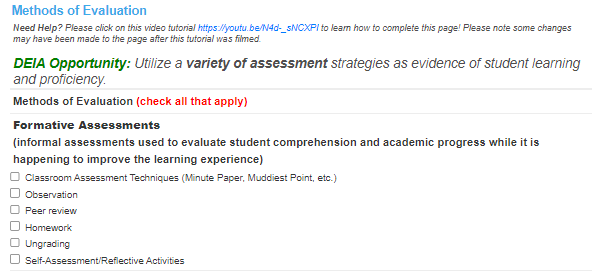 Methods of Evaluation
Need Help? Please click on this video tutorial https://youtu.be/N4d-_sNCXPI to learn how to complete this page! Please note some changes
may have been made to the page after this tutorial was filmed.
DEIA Opportunity: Utilize a variety of assessment strategies as evidence of student learning
and proficiency.
Methods of Evaluation (check all that apply)
Formative Assessments
(informal assessments used to evaluate student comprehension and academic progress while it is
happening to improve the learning experience)
Classroom Assessment Techniques (Minute Paper, Muddiest Point, etc.)
Observation
Peer review
Homework
Ungrading
Self-Assessment/Reflective Activities